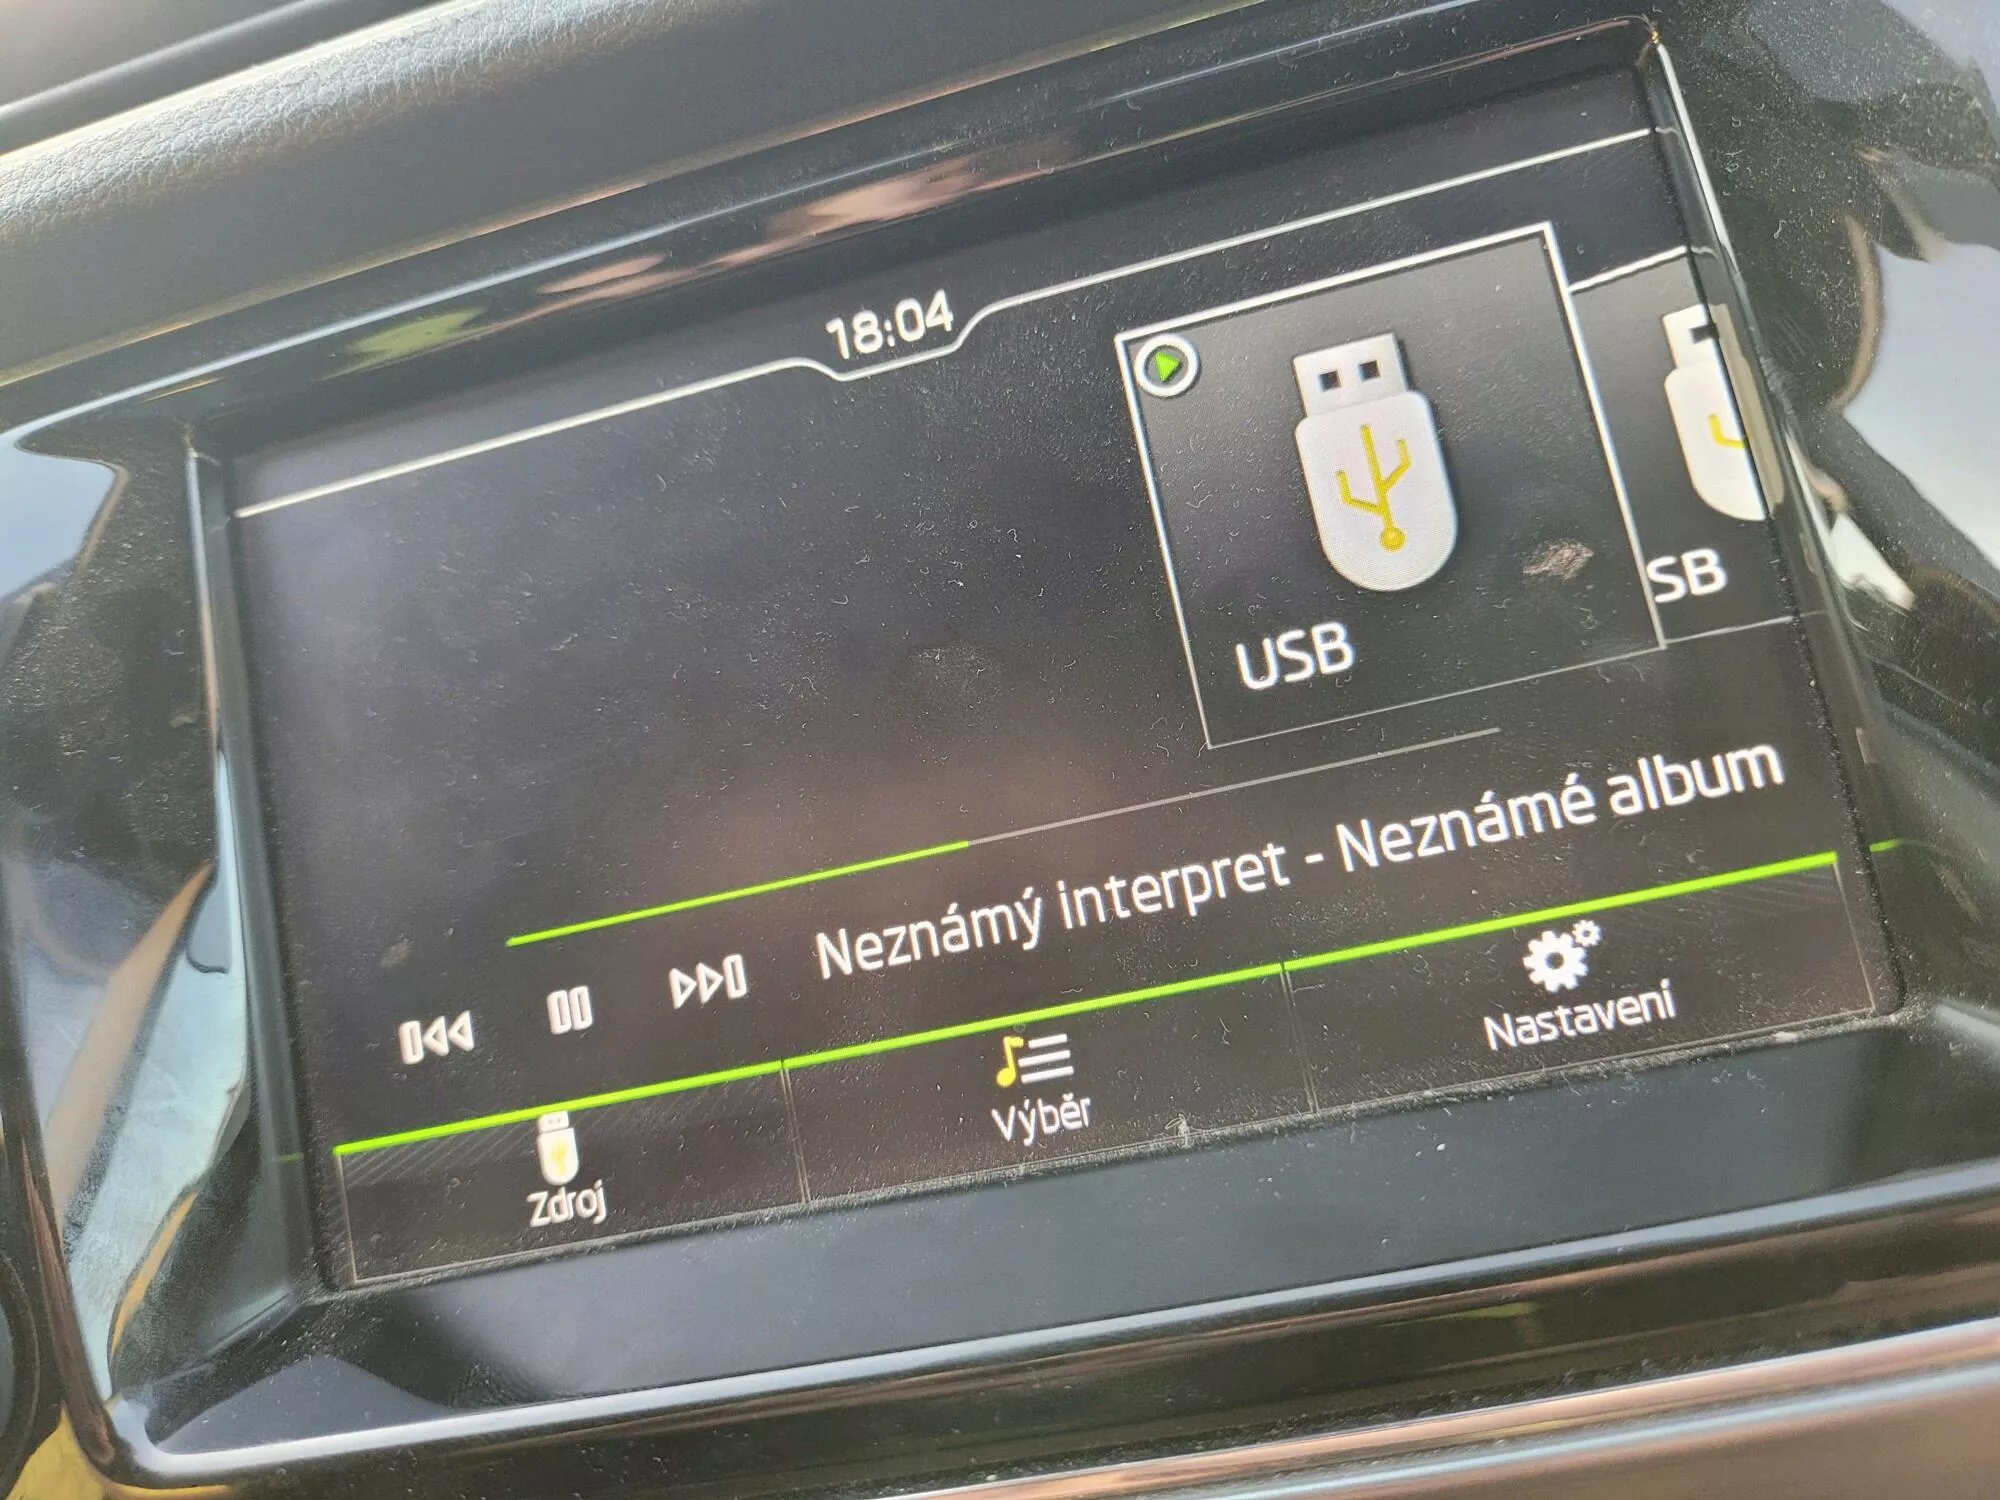 18:04
USB
SB
Neznámý interpret - Neznámé album
Zdroj
Výběr
Nastavení